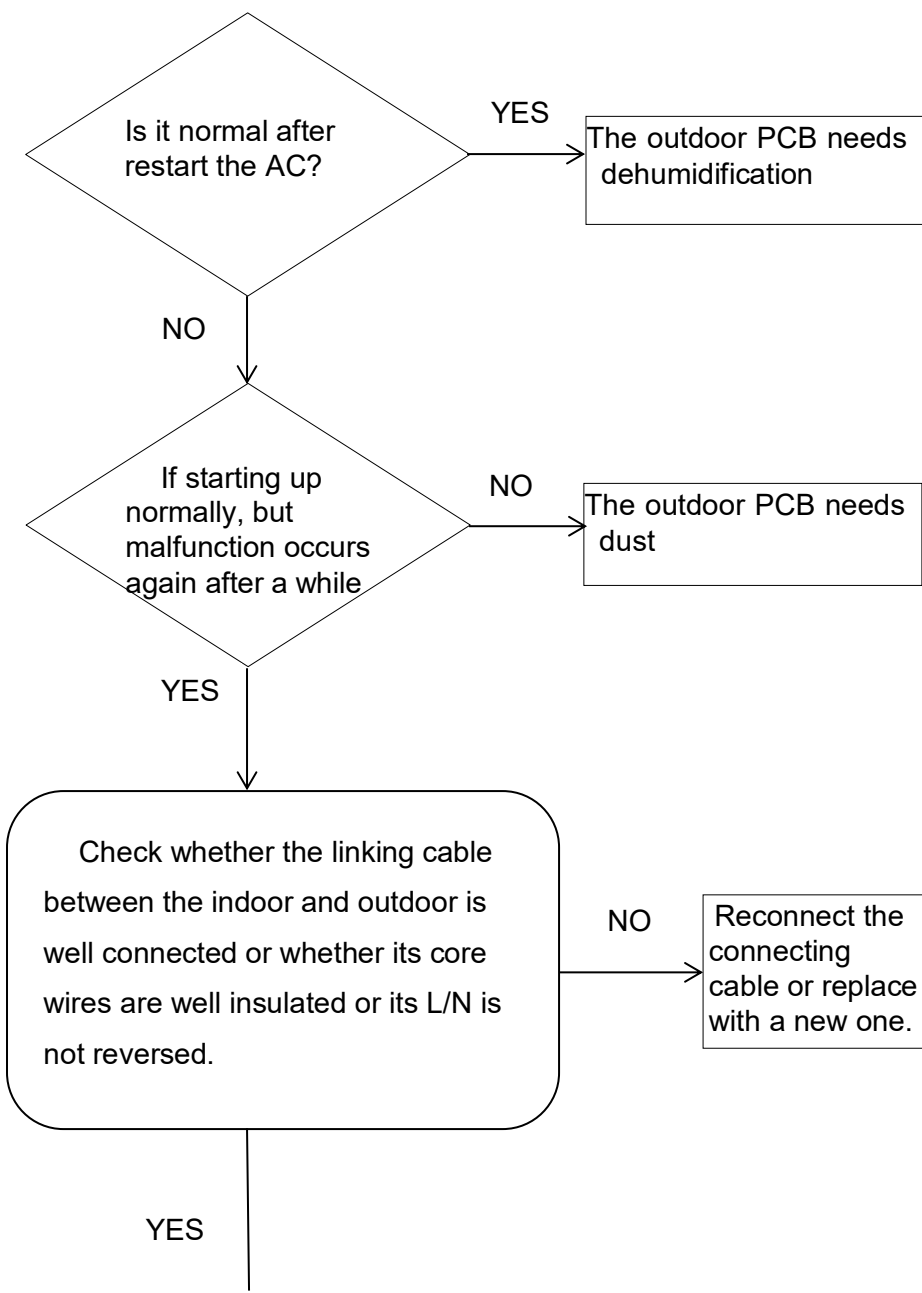 Is it normal after
restart the AC?
YES
The outdoor PCB needs
dehumidification
NO
If starting up
normally, but
malfunction occurs
again after a while
NO
The outdoor PCB needs
dust
YES
Check whether the linking cable
between the indoor and outdoor is
well connected or whether its core
wires are well insulated or its L/N is
not reversed.
NO
Reconnect the
connecting
cable or replace
with a new one.
YES